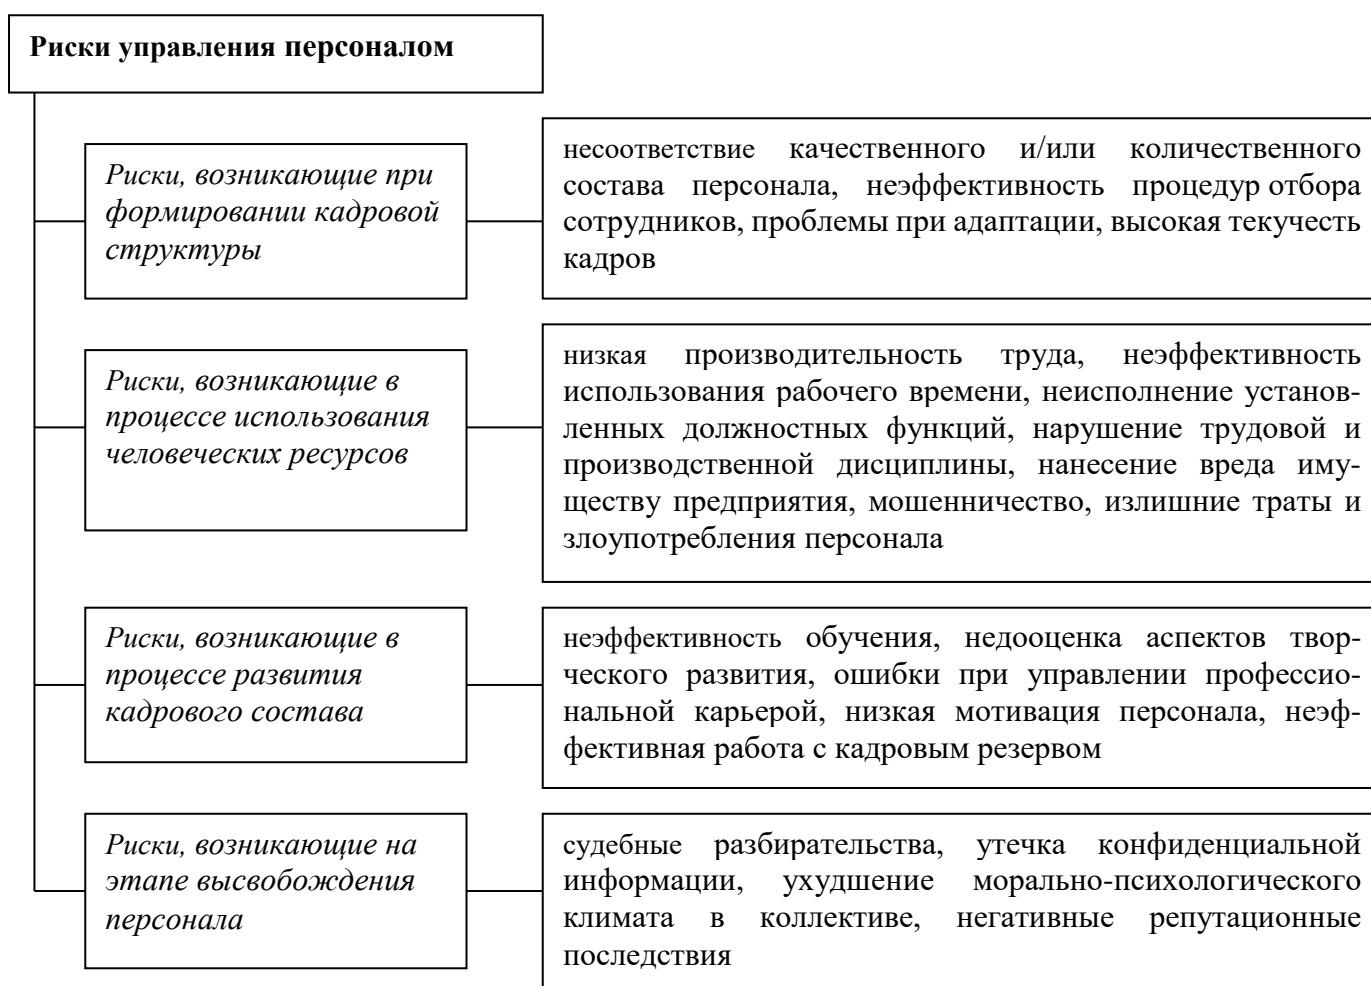 Риски управления персоналом
Риски, возникающие при
формировании кадровой
структуры
несоответствие качественного и/или количественного
состава персонала, неэффективность процедур отбора
сотрудников, проблемы при адаптации, высокая текучесть
кадров
Риски, возникающие в
процессе использования
человеческих ресурсов
низкая производительность труда, неэффективность
использования рабочего времени, неисполнение установ-
ленных должностных функций, нарушение трудовой и
производственной дисциплины, нанесение вреда иму-
ществу предприятия, мошенничество, излишние траты и
злоупотребления персонала
Риски, возникающие в
процессе развития
кадрового состава
неэффективность обучения, недооценка аспектов твор-
ческого развития, ошибки при управлении профессио-
нальной карьерой, низкая мотивация персонала, неэф-
фективная работа с кадровым резервом
Риски, возникающие на
этапе высвобождения
персонала
судебные разбирательства, утечка конфиденциальной
информации, ухудшение морально-психологического
климата в коллективе, негативные репутационные
последствия